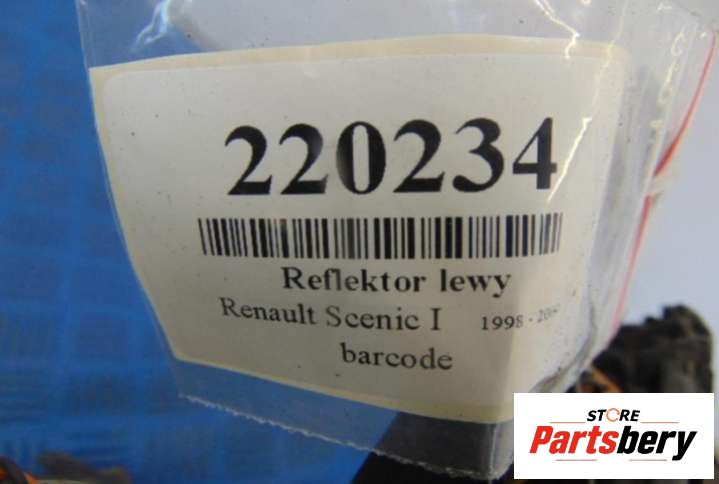 220234
Reflektor lewy
Renault Scenic I 1998 -
barcode
STORE
Partsbery